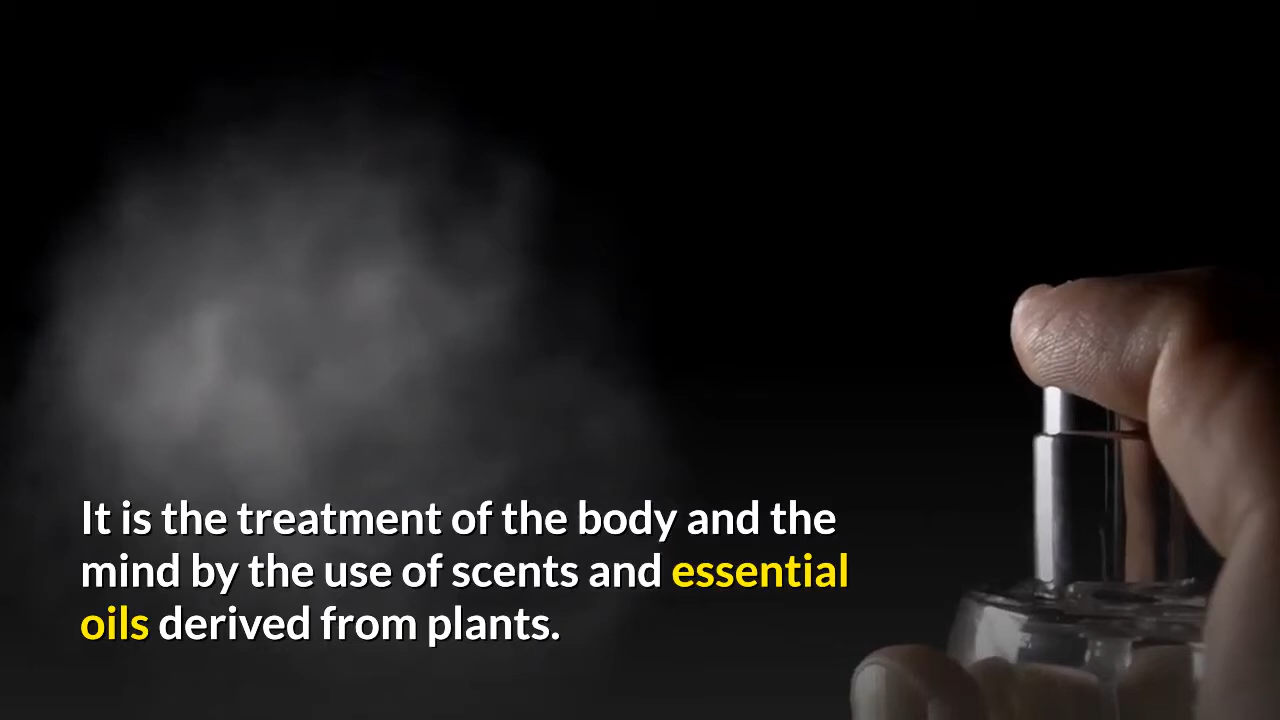 It is the treatment of the body and the
mind by the use of scents and essential
oils derived from plants.